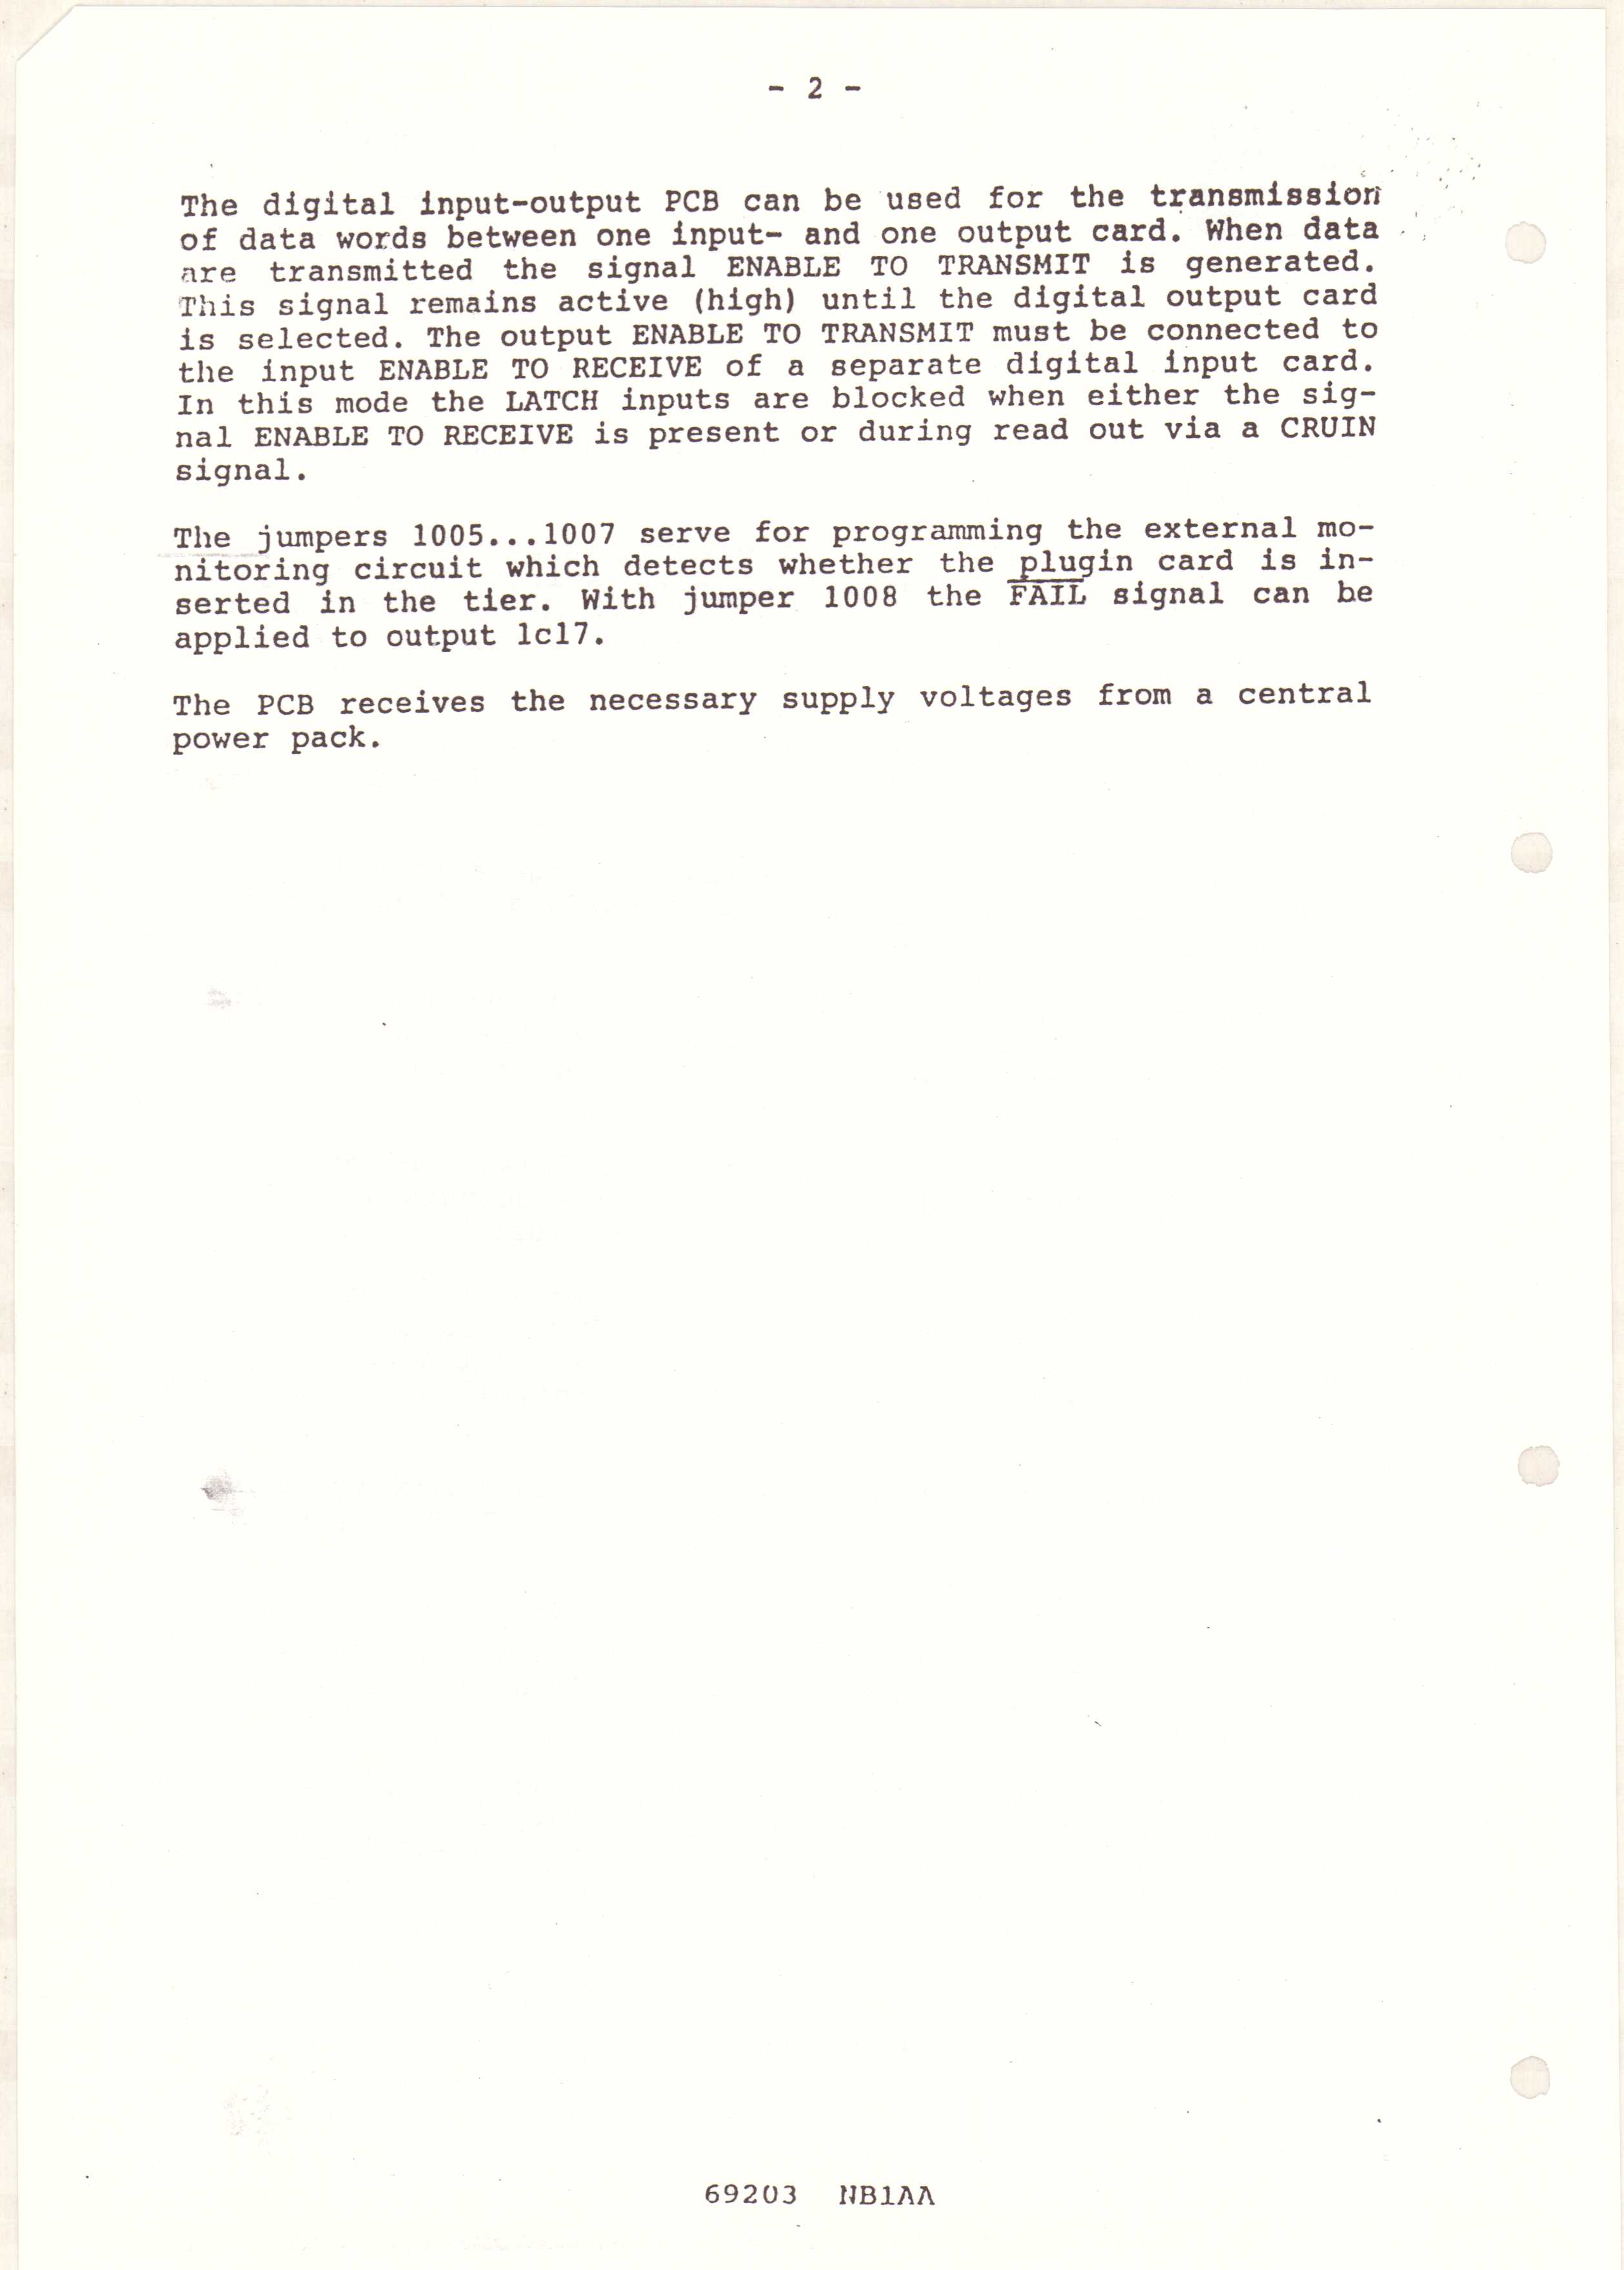 - 2 -
The digital input-output PCB can be used for the transmission
of data words between one input- and one output card. When data
are transmitted the signal ENABLE TO TRANSMIT is generated.
This signal remains active (high) until the digital output card
is selected. The output ENABLE TO TRANSMIT must be connected to
the input ENABLE TO RECEIVE of a separate digital input card.
In this mode the LATCH inputs are blocked when either the sig-
nal ENABLE TO RECEIVE is present or during read out via a CRUIN
signal.
The jumpers 1005...1007 serve for programming the external mo-
nitoring circuit which detects whether the plugin card is in-
serted in the tier. With jumper 1008 the F̅A̅I̅L̅ signal can be
applied to output 1c17.
The PCB receives the necessary supply voltages from a central
power pack.
69203 NB1AA